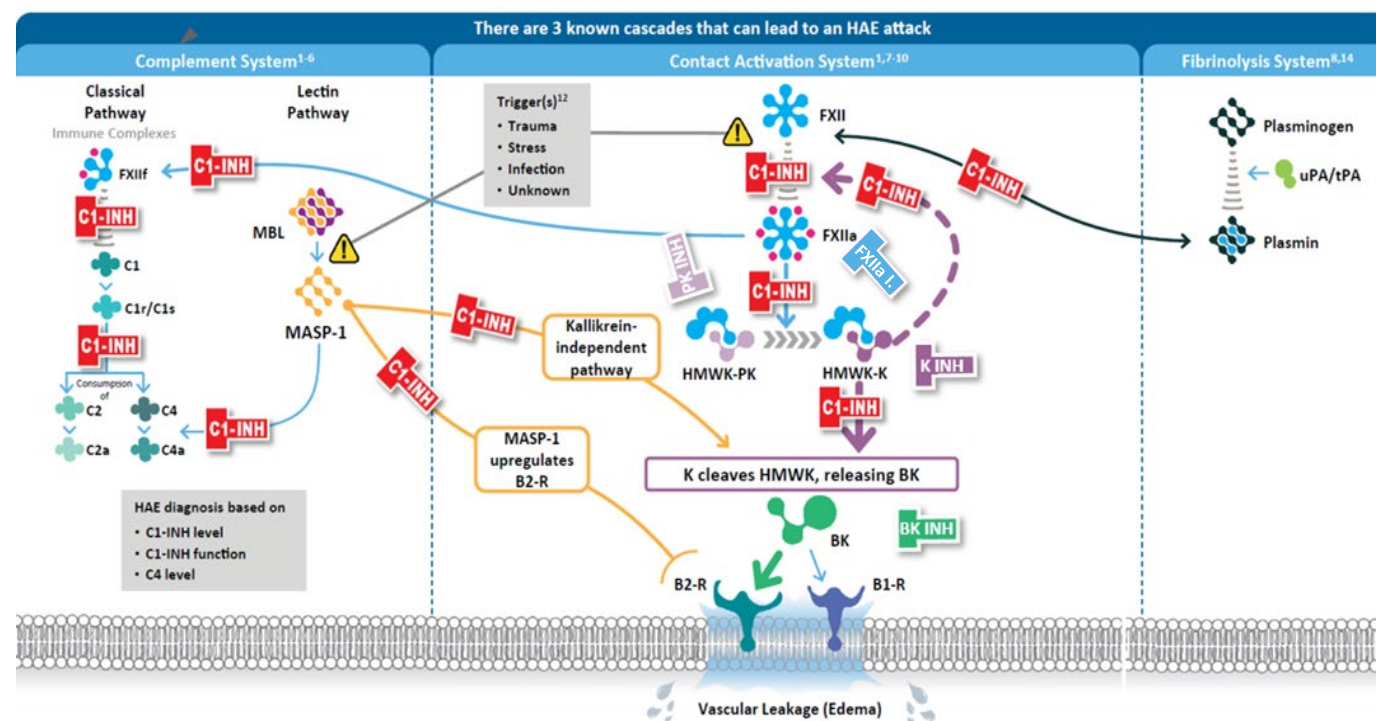 There are 3 known cascades that can lead to an HAE attack
Complement System1-6
Contact Activation System1,7-10
Fibrinolysis System8,14
Classical
Pathway
Immune Complexes
Lectin
Pathway
FXIIf
C1-INH
C1-INH
MBL
C1
C1r/C1s
MASP-1
C1-INH
Consumption
of
C2
C4
C2a
C4a
C1-INH
HAE diagnosis based on
• C1-INH level
• C1-INH function
• C4 level
Trigger(s)12
• Trauma
• Stress
• Infection
• Unknown
FXII
C1-INH
C1-INH
C1-INH
FXIIa
PK INH
FXIIa I.
C1-INH
C1-INH
Kallikrein-
independent
pathway
HMWK-PK
HMWK-K
K INH
C1-INH
C1-INH
MASP-1
upregulates
B2-R
K cleaves HMWK, releasing BK
BK
BK INH
B2-R
B1-R
Vascular Leakage (Edema)
Plasminogen
uPA/tPA
Plasmin